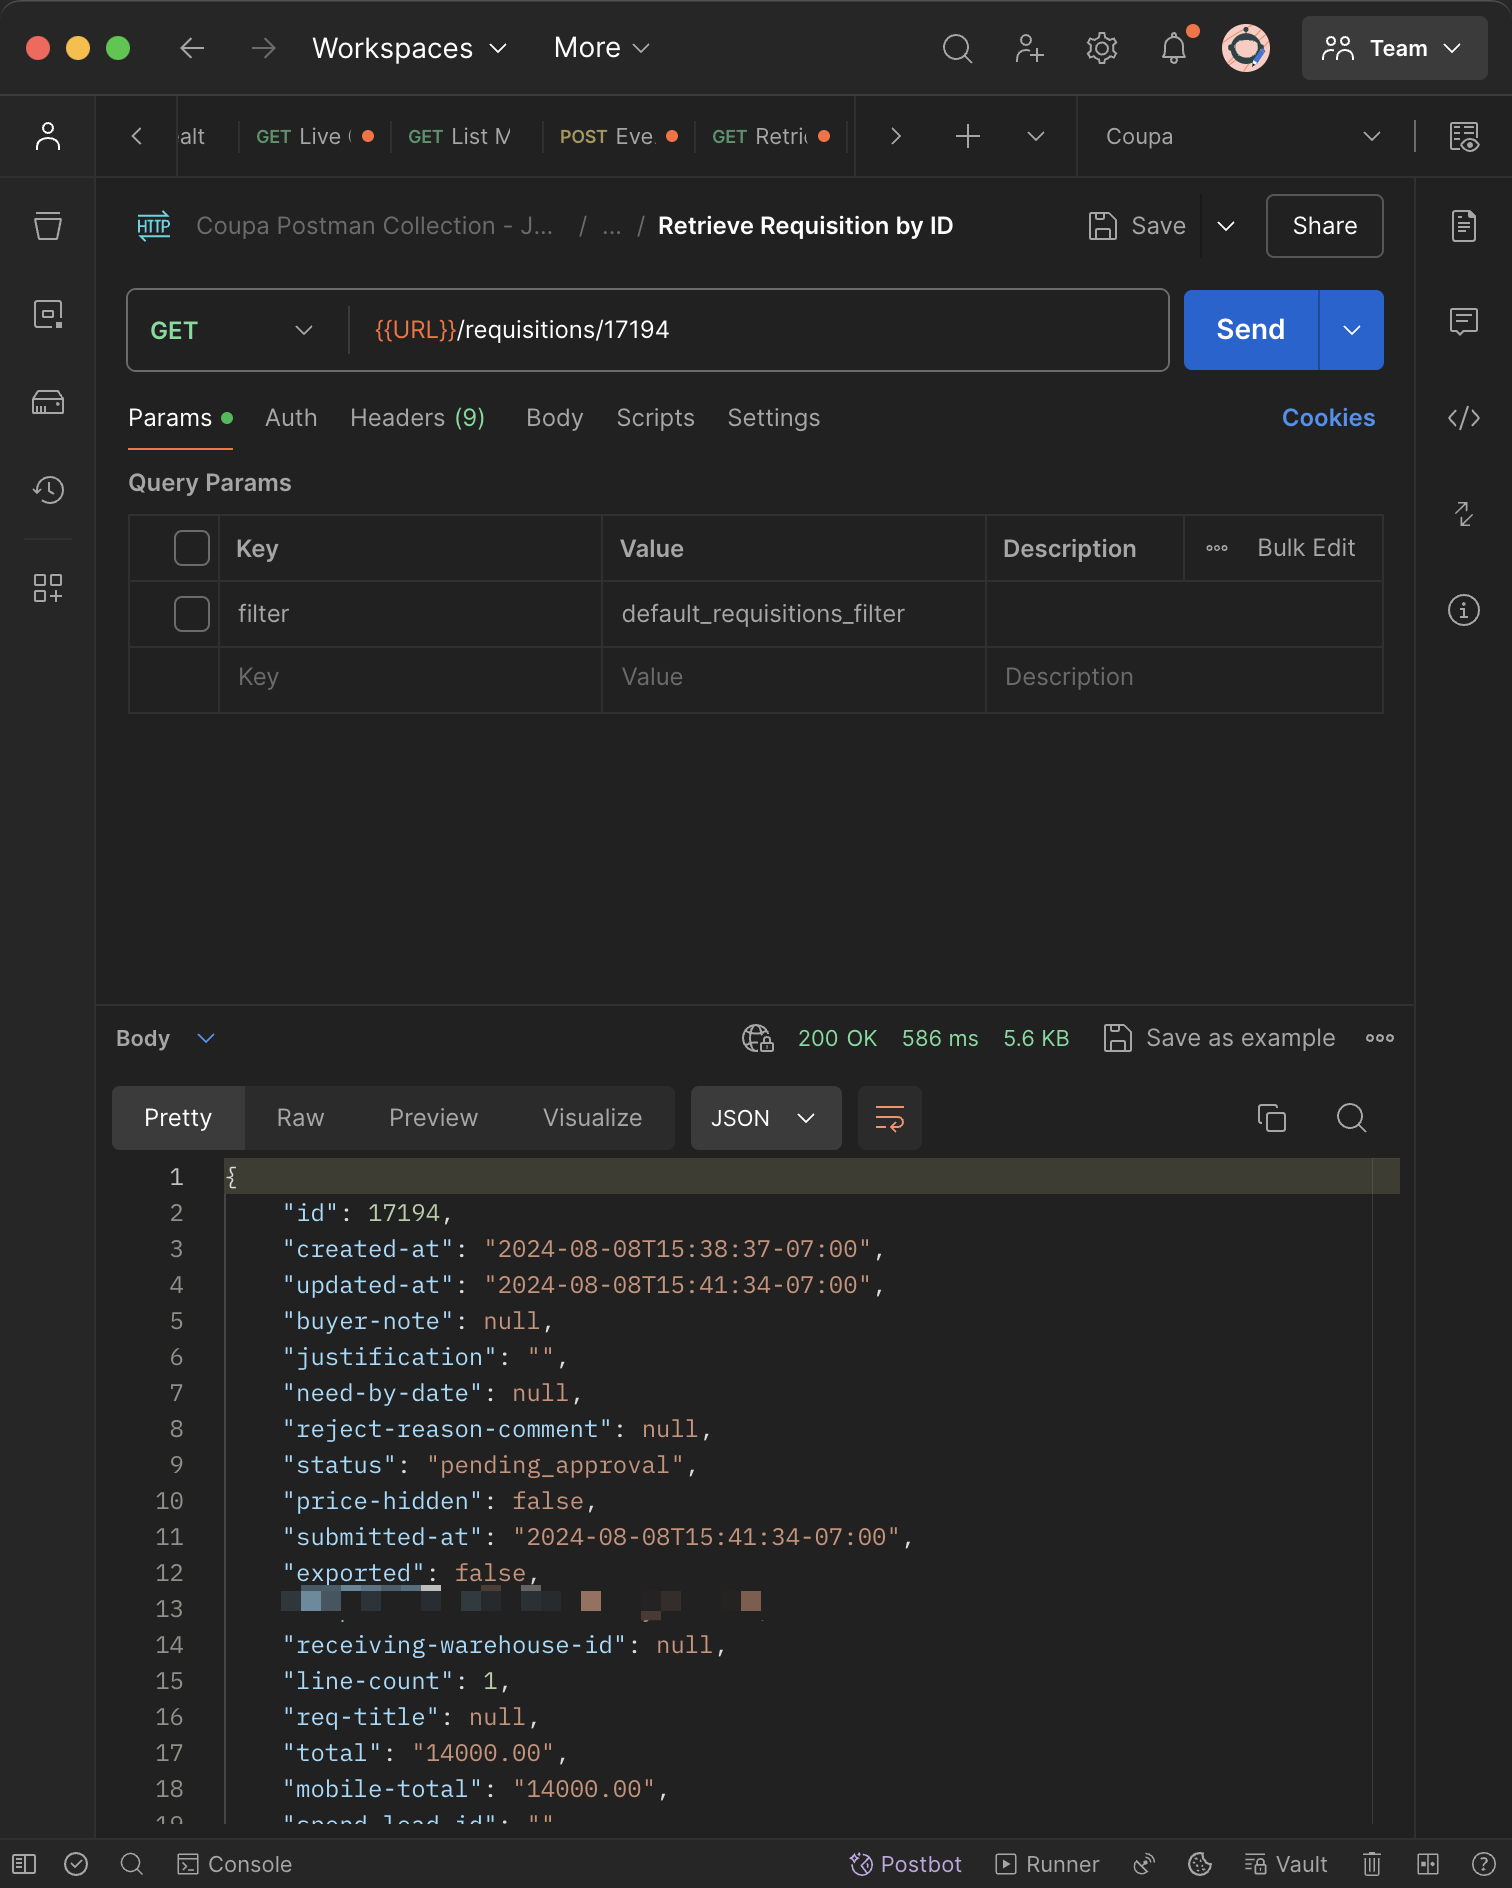 Workspaces More Team
alt GET Live GET List M POST Eve. GET Retri Coupa
HTTP Coupa Postman Collection - J... / ... / Retrieve Requisition by ID Save Share
GET {{URL}}/requisitions/17194 Send
Params Auth Headers (9) Body Scripts Settings Cookies
Query Params
Key Value Description Bulk Edit
filter default_requisitions_filter
Key Value Description
Body 200 OK 586 ms 5.6 KB Save as example
Pretty Raw Preview Visualize JSON
1 {
2 "id": 17194,
3 "created-at": "2024-08-08T15:38:37-07:00",
4 "updated-at": "2024-08-08T15:41:34-07:00",
5 "buyer-note": null,
6 "justification": "",
7 "need-by-date": null,
8 "reject-reason-comment": null,
9 "status": "pending_approval",
10 "price-hidden": false,
11 "submitted-at": "2024-08-08T15:41:34-07:00",
12 "exported": false,
13
14 "receiving-warehouse-id": null,
15 "line-count": 1,
16 "req-title": null,
17 "total": "14000.00",
18 "mobile-total": "14000.00",
19 "spend-lead-id": ""
Console Postbot Runner Vault